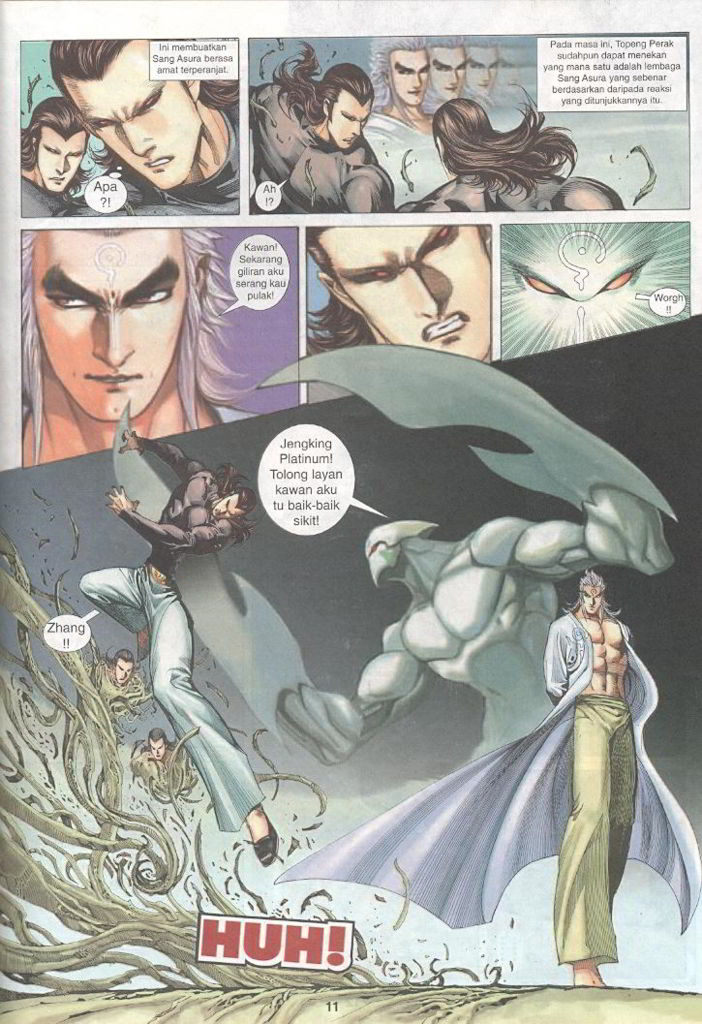 Ini membuatkan
Sang Asura berasa
amat terperanjat.
Apa
?!
Pada masa ini, Topeng Perak
sudahpun dapat menekan
yang mana satu adalah lembaga
Sang Asura yang sebenar
berdasarkan daripada reaksi
yang ditunjukkannya itu.
Ah
!?
Kawan!
Sekarang
giliran aku
serang kau
pulak!
Worgh
!!
Jengking
Platinum!
Tolong layan
kawan aku
tu baik-baik
sikit!
Zhang
!!
HUH!
11